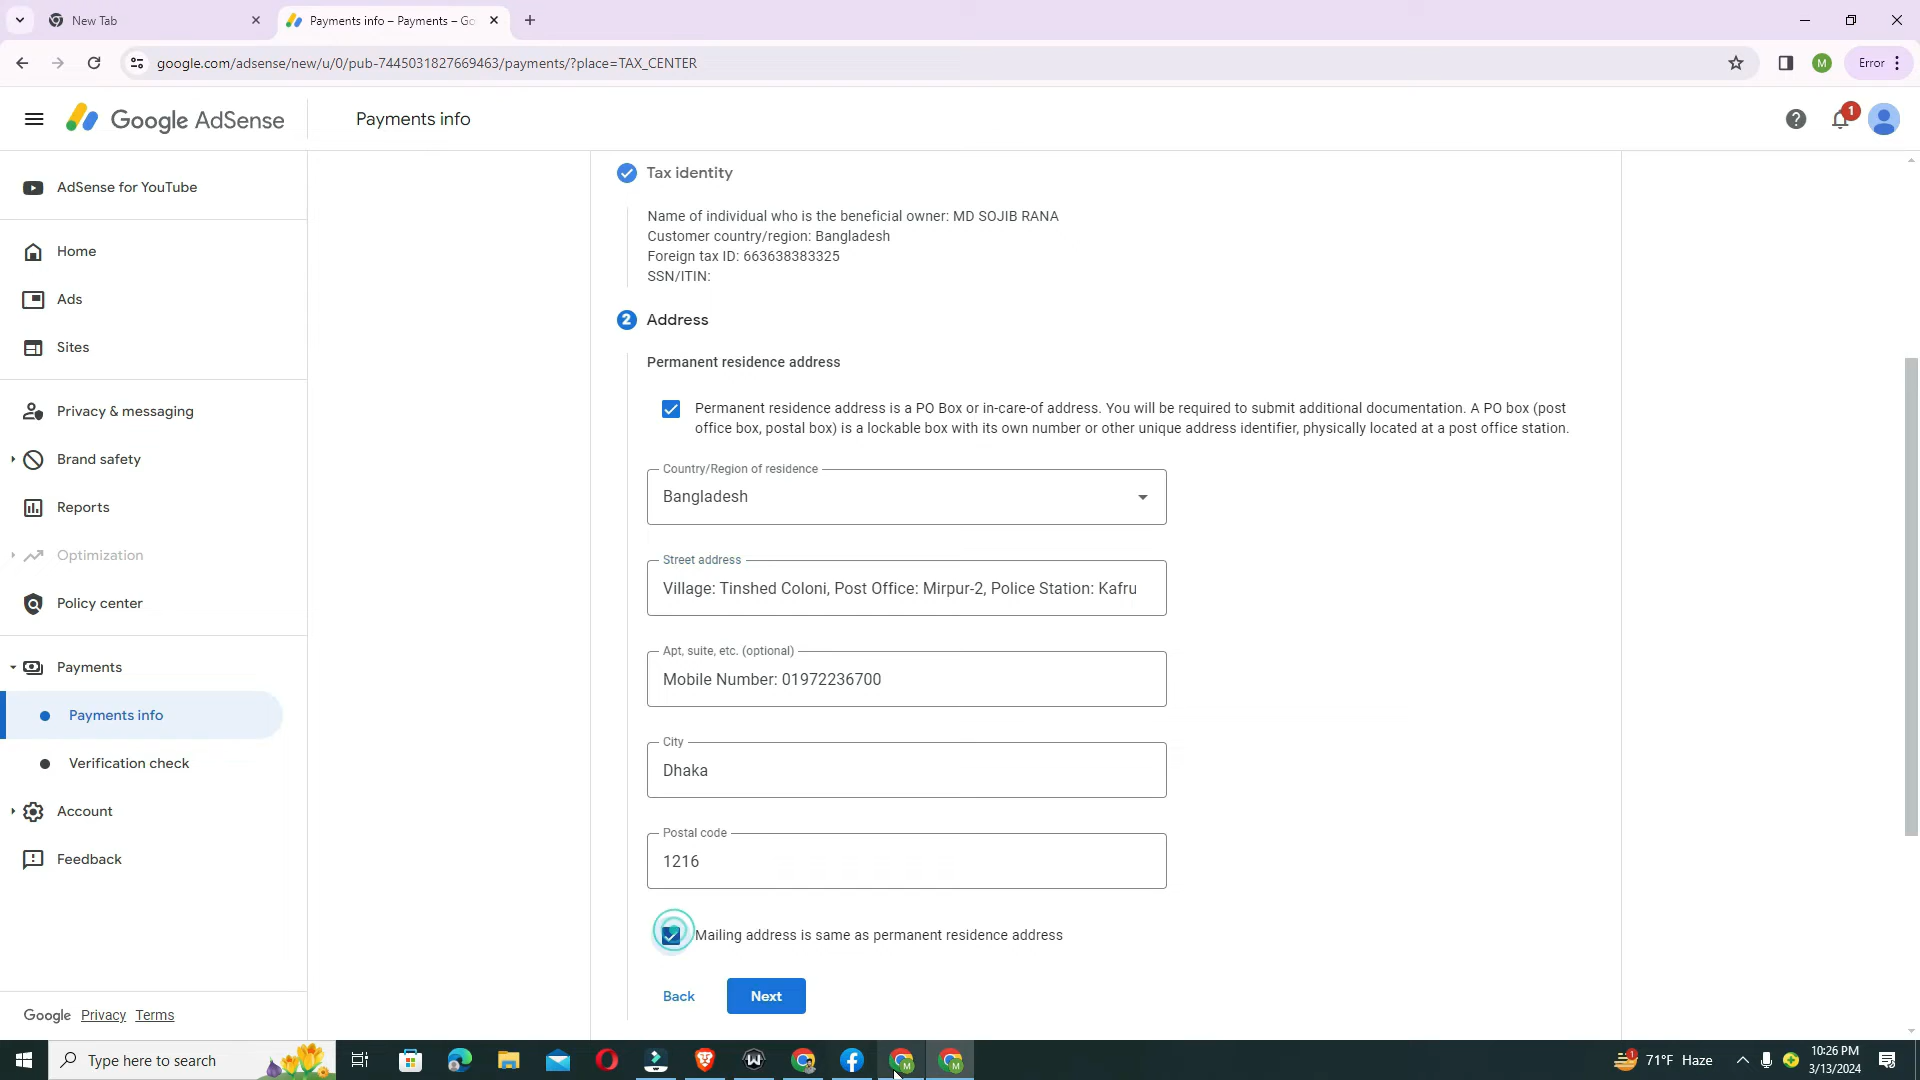 New Tab
Payments info – Payments – Go
google.com/adsense/new/u/0/pub-7445031827669463/payments/?place=TAX_CENTER
M
Error
Google AdSense
Payments info
1
AdSense for YouTube
Home
Ads
Sites
Privacy & messaging
Brand safety
Reports
Optimization
Policy center
Payments
Payments info
Verification check
Account
Feedback
Google Privacy Terms
Tax identity
Name of individual who is the beneficial owner: MD SOJIB RANA
Customer country/region: Bangladesh
Foreign tax ID: 663638383325
SSN/ITIN:
2 Address
Permanent residence address
Permanent residence address is a PO Box or in-care-of address. You will be required to submit additional documentation. A PO box (post
office box, postal box) is a lockable box with its own number or other unique address identifier, physically located at a post office station.
Country/Region of residence
Bangladesh
Street address
Village: Tinshed Coloni, Post Office: Mirpur-2, Police Station: Kafru
Apt, suite, etc. (optional)
Mobile Number: 01972236700
City
Dhaka
Postal code
1216
Mailing address is same as permanent residence address
Back
Next
Type here to search
M
M
1
71°F Haze
10:26 PM
3/13/2024